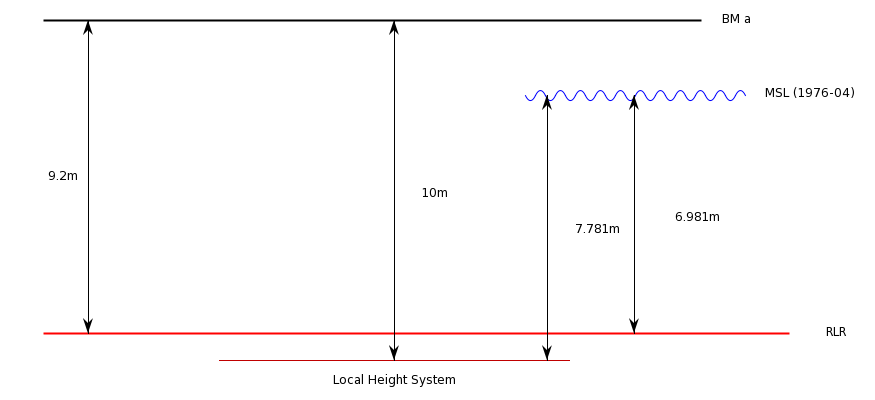 BM a
MSL (1976-04)
9.2m
10m
6.981m
7.781m
RLR
Local Height System